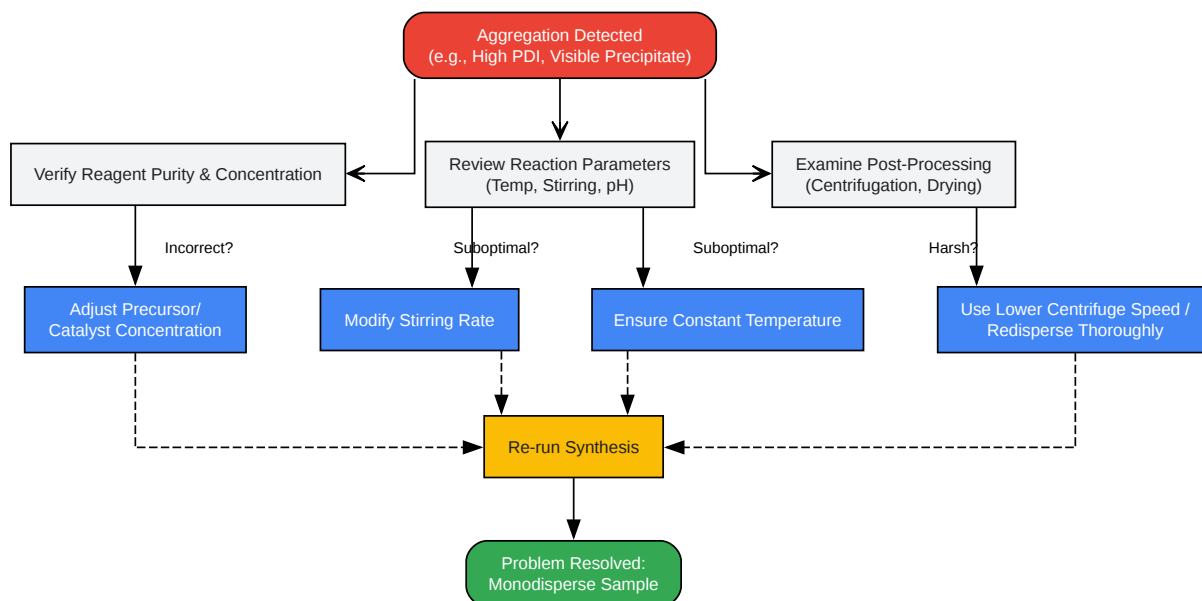 Aggregation Detected
(e.g., High PDI, Visible Precipitate)
Verify Reagent Purity & Concentration
Review Reaction Parameters
(Temp, Stirring, pH)
Examine Post-Processing
(Centrifugation, Drying)
Incorrect?
Suboptimal?
Suboptimal?
Harsh?
Adjust Precursor/
Catalyst Concentration
Modify Stirring Rate
Ensure Constant Temperature
Use Lower Centrifuge Speed /
Redisperse Thoroughly
Re-run Synthesis
Problem Resolved:
Monodisperse Sample